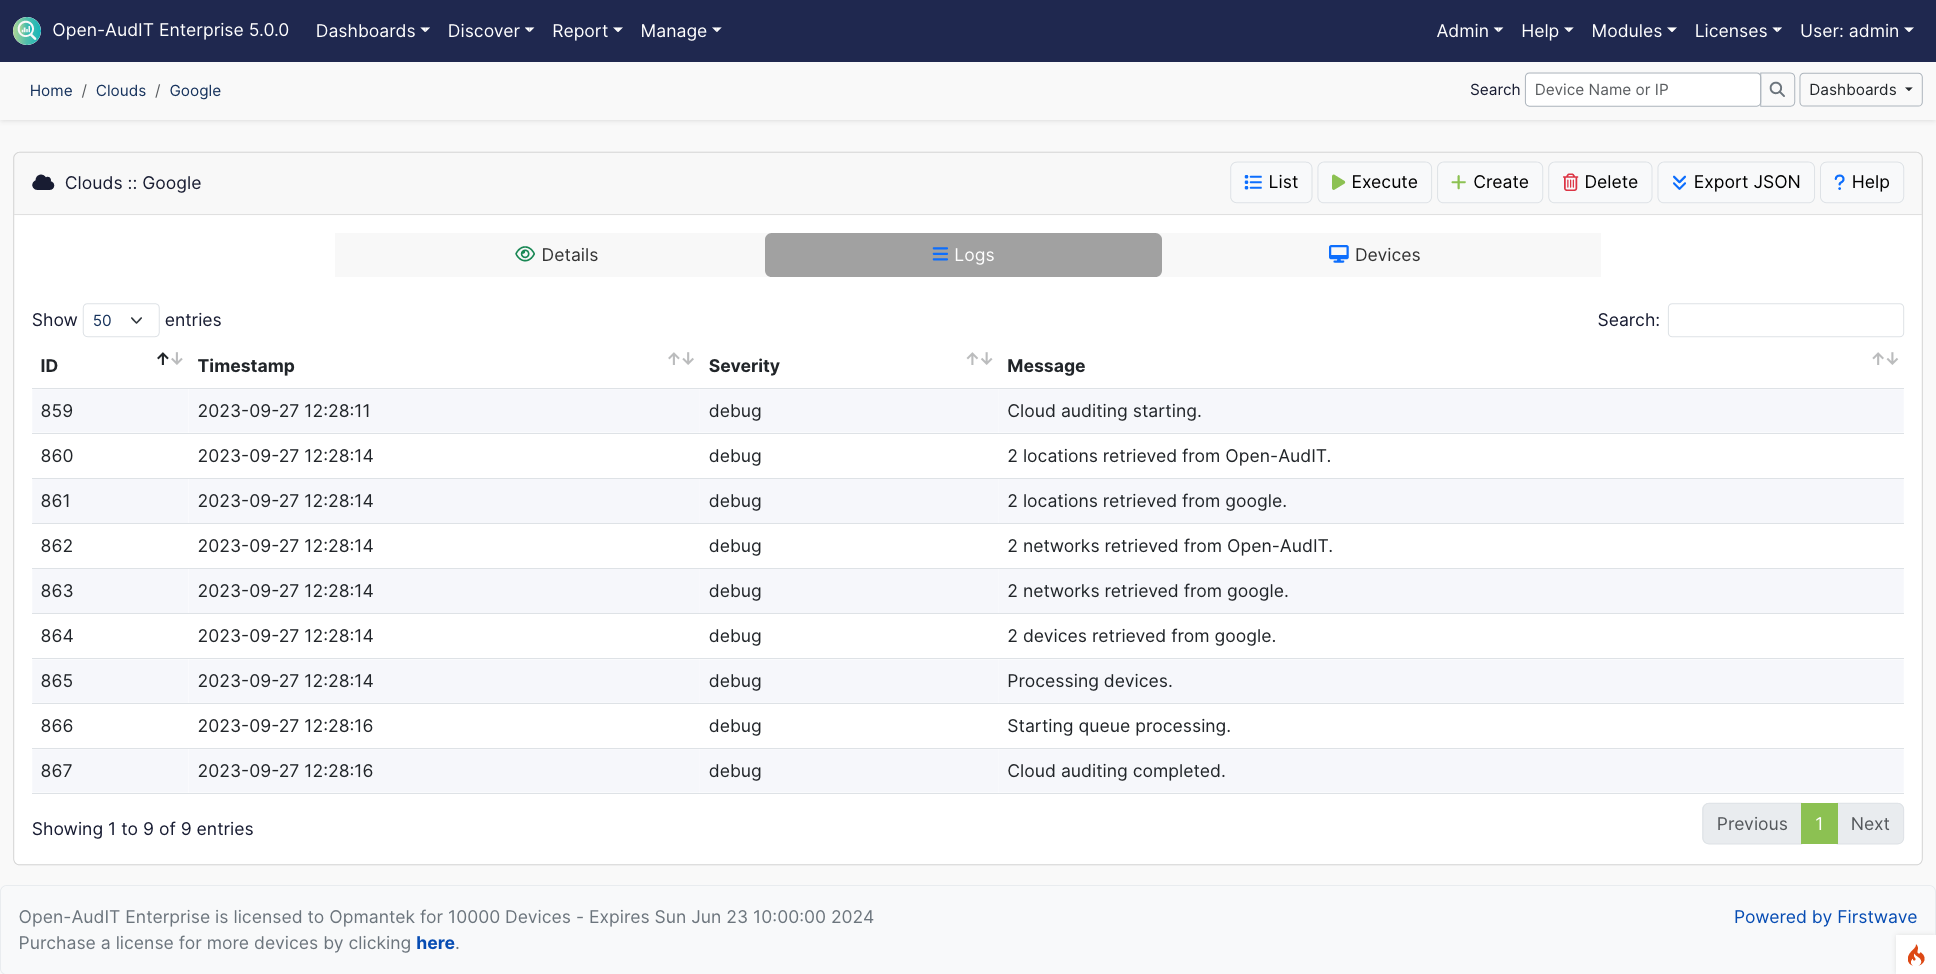 Open-AudIT Enterprise 5.0.0 Dashboards Discover Report Manage Admin Help Modules Licenses User: admin
Home / Clouds / Google Search Device Name or IP Dashboards
Clouds :: Google List Execute Create Delete Export JSON ? Help
Details Logs Devices
Show 50 entries Search:
ID Timestamp Severity Message
859 2023-09-27 12:28:11 debug Cloud auditing starting.
860 2023-09-27 12:28:14 debug 2 locations retrieved from Open-AudIT.
861 2023-09-27 12:28:14 debug 2 locations retrieved from google.
862 2023-09-27 12:28:14 debug 2 networks retrieved from Open-AudIT.
863 2023-09-27 12:28:14 debug 2 networks retrieved from google.
864 2023-09-27 12:28:14 debug 2 devices retrieved from google.
865 2023-09-27 12:28:14 debug Processing devices.
866 2023-09-27 12:28:16 debug Starting queue processing.
867 2023-09-27 12:28:16 debug Cloud auditing completed.
Showing 1 to 9 of 9 entries Previous 1 Next
Open-AudIT Enterprise is licensed to Opmantek for 10000 Devices - Expires Sun Jun 23 10:00:00 2024 Powered by Firstwave
Purchase a license for more devices by clicking here.